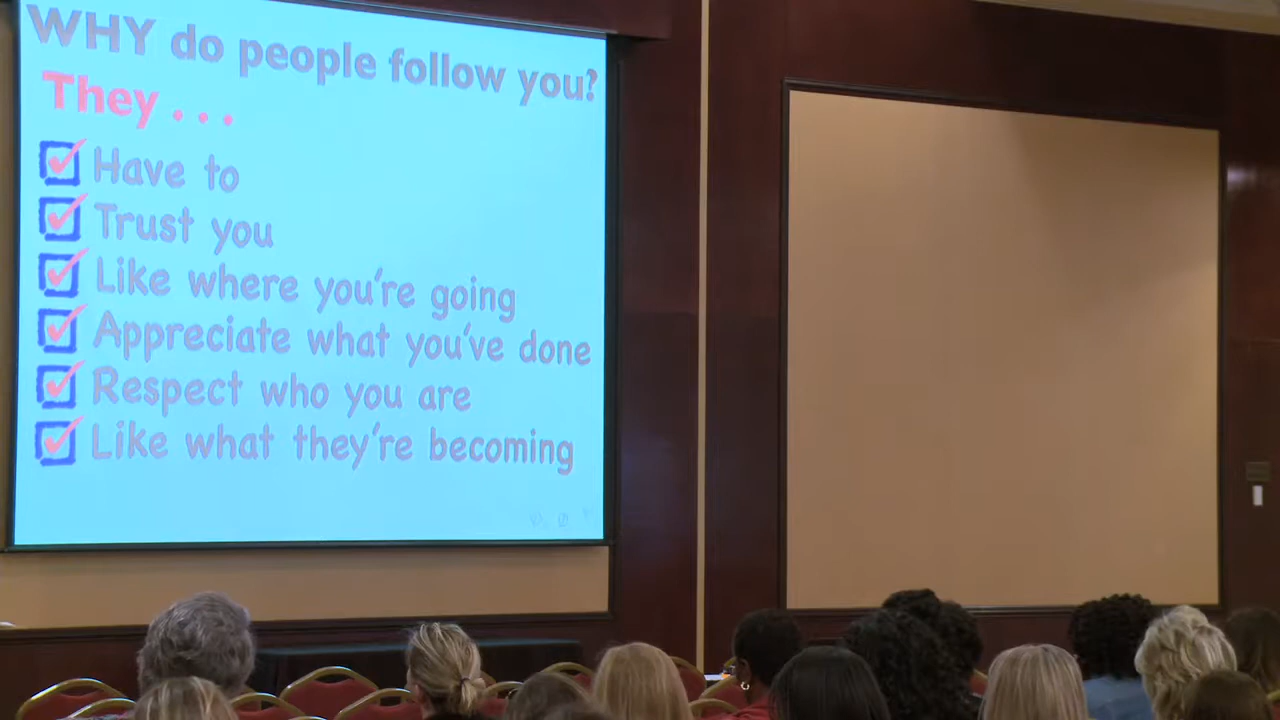 WHY do people follow you?
They . . .
Have to
Trust you
Like where you're going
Appreciate what you've done
Respect who you are
Like what they're becoming